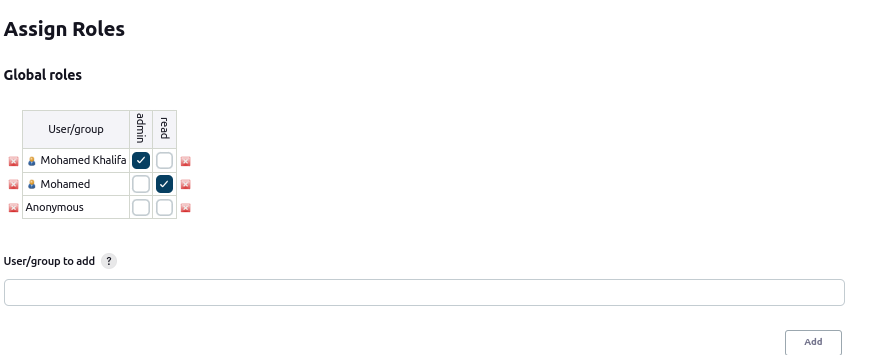 Assign Roles
Global roles
User/group admin read
Mohamed Khalifa
Mohamed
Anonymous
User/group to add ?
Add